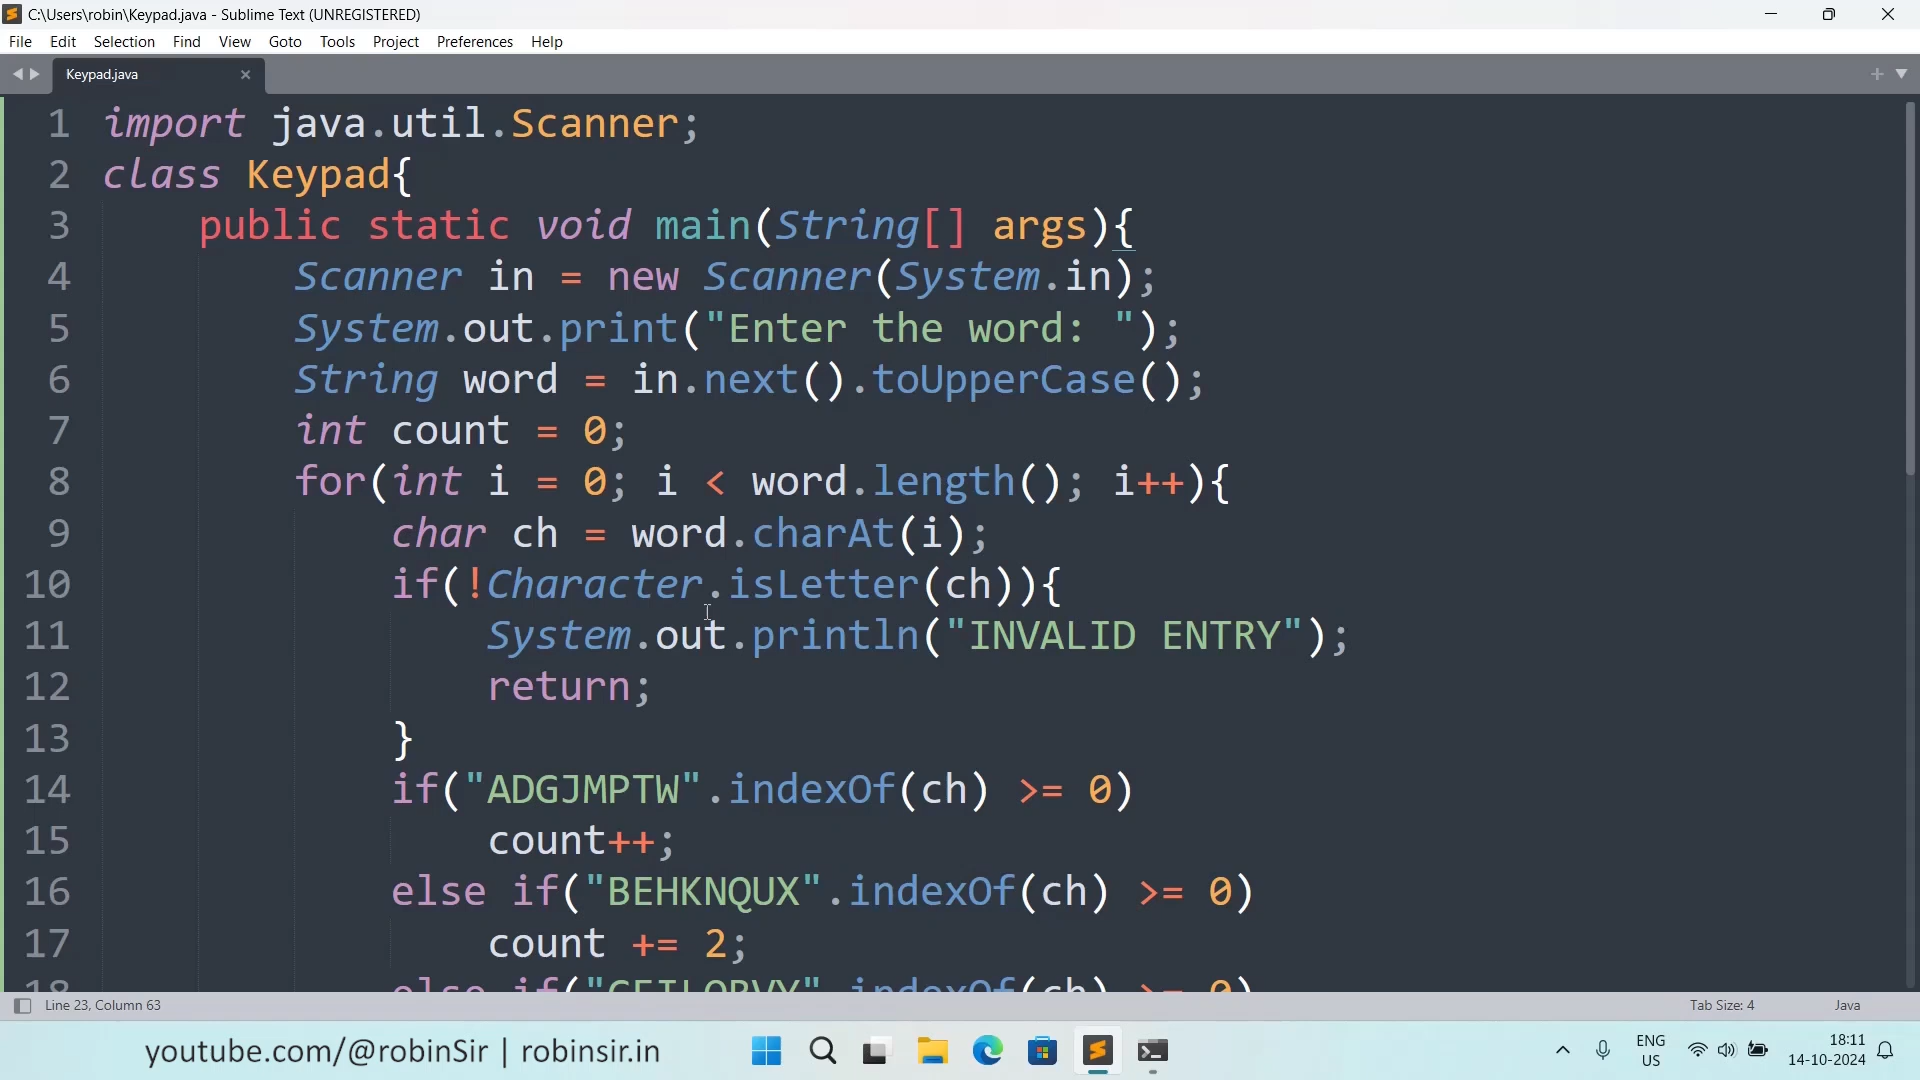 C:\Users\robin\Keypad.java - Sublime Text (UNREGISTERED)
File Edit Selection Find View Goto Tools Project Preferences Help
Keypad.java
1 import java.util.Scanner;
2 class Keypad{
3 public static void main(String[] args){
4 Scanner in = new Scanner(System.in);
5 System.out.print("Enter the word: ");
6 String word = in.next().toUpperCase();
7 int count = 0;
8 for(int i = 0; i < word.length(); i++){
9 char ch = word.charAt(i);
10 if(!Character.isLetter(ch)){
11 System.out.println("INVALID ENTRY");
12 return;
13 }
14 if("ADGJMPTW".indexOf(ch) >= 0)
15 count++;
16 else if("BEHKNQUX".indexOf(ch) >= 0)
17 count += 2;
18 else if("CFILORVY".indexOf(ch) >= 0)
Line 23, Column 63 Tab Size: 4 Java
youtube.com/@robinSir | robinsir.in
ENG
US
18:11
14-10-2024